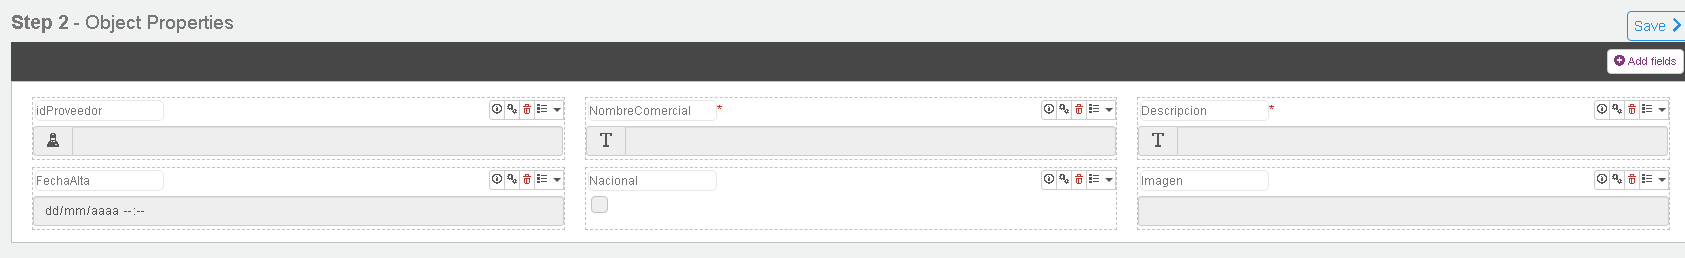 Step 2 - Object Properties
Save
Add fields
idProveedor
NombreComercial *
Descripcion *
T
T
FechaAlta
Nacional
Imagen
dd/mm/aaaa --:--